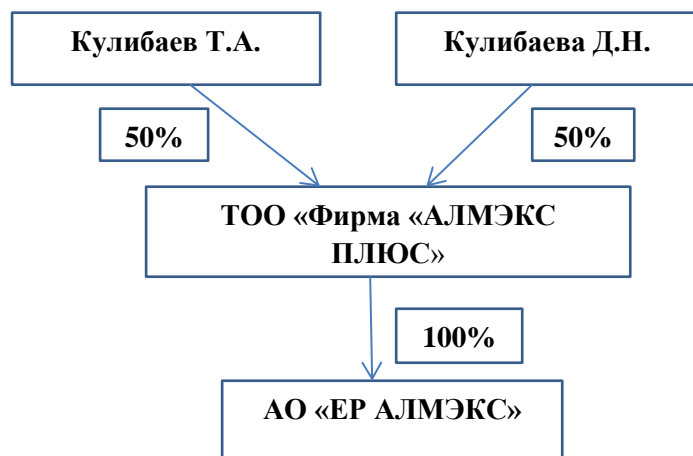 Кулибаев Т.А.
Кулибаева Д.Н.
50%
50%
ТОО «Фирма «АЛМЭКС
ПЛЮС»
100%
АО «ЕР АЛМЭКС»